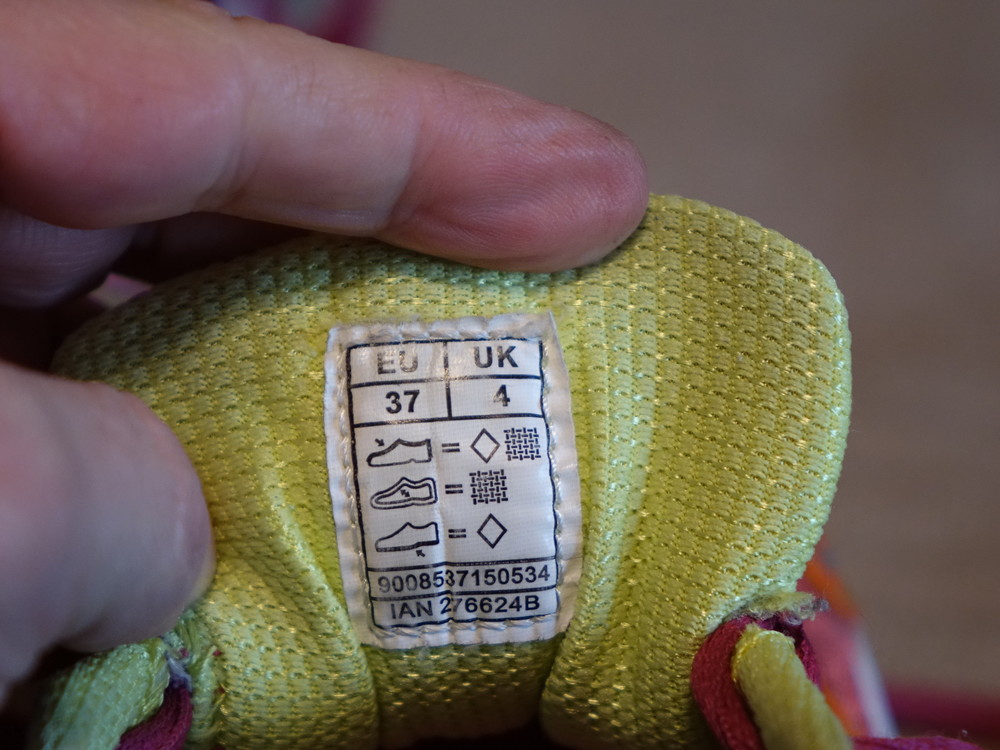 EU UK
37 4
=
=
=
9008537150534
IAN 276624B